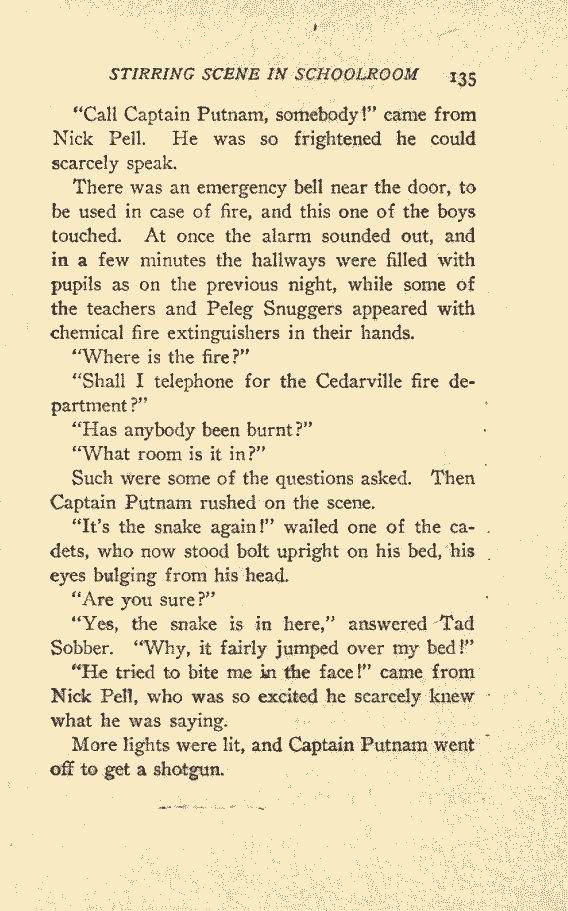 STIRRING SCENE IN SCHOOLROOM 135
"Call Captain Putnam, somebody!" came from
Nick Pell. He was so frightened he could
scarcely speak.
There was an emergency bell near the door, to
be used in case of fire, and this one of the boys
touched. At once the alarm sounded out, and
in a few minutes the hallways were filled with
pupils as on the previous night, while some of
the teachers and Peleg Snuggers appeared with
chemical fire extinguishers in their hands.
"Where is the fire?"
"Shall I telephone for the Cedarville fire de-
partment?"
"Has anybody been burnt?"
"What room is it in?"
Such were some of the questions asked. Then
Captain Putnam rushed on the scene.
"It's the snake again!" wailed one of the ca-
dets, who now stood bolt upright on his bed, his
eyes bulging from his head.
"Are you sure?"
"Yes, the snake is in here," answered Tad
Sobber. "Why, it fairly jumped over my bed!"
"He tried to bite me in the face!" came from
Nick Pell, who was so excited he scarcely knew
what he was saying.
More lights were lit, and Captain Putnam went
off to get a shotgun.